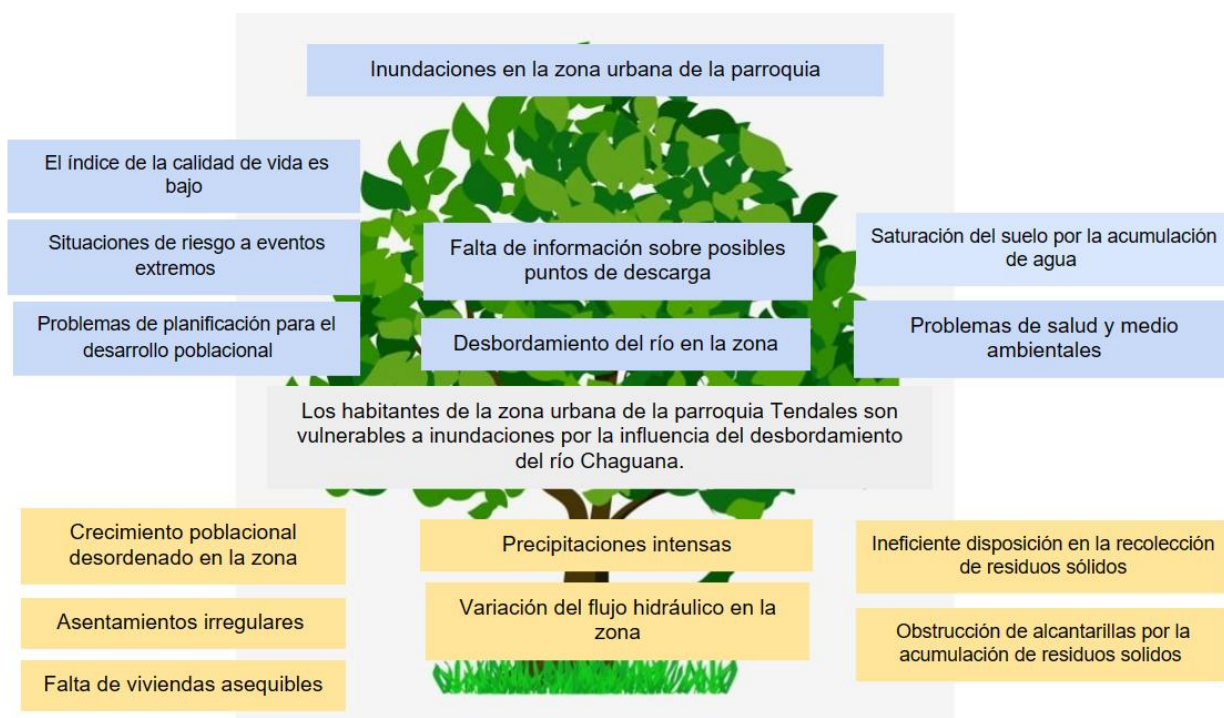 Inundaciones en la zona urbana de la parroquia
El índice de la calidad de vida es
bajo
Situaciones de riesgo a eventos
extremos
Falta de información sobre posibles
puntos de descarga
Saturación del suelo por la acumulación
de agua
Problemas de planificación para el
desarrollo poblacional
Desbordamiento del río en la zona
Problemas de salud y medio
ambientales
Los habitantes de la zona urbana de la parroquia Tendales son
vulnerables a inundaciones por la influencia del desbordamiento
del río Chaguana.
Crecimiento poblacional
desordenado en la zona
Precipitaciones intensas
Ineficiente disposición en la recolección
de residuos sólidos
Asentamientos irregulares
Variación del flujo hidráulico en la
zona
Obstrucción de alcantarillas por la
acumulación de residuos solidos
Falta de viviendas asequibles